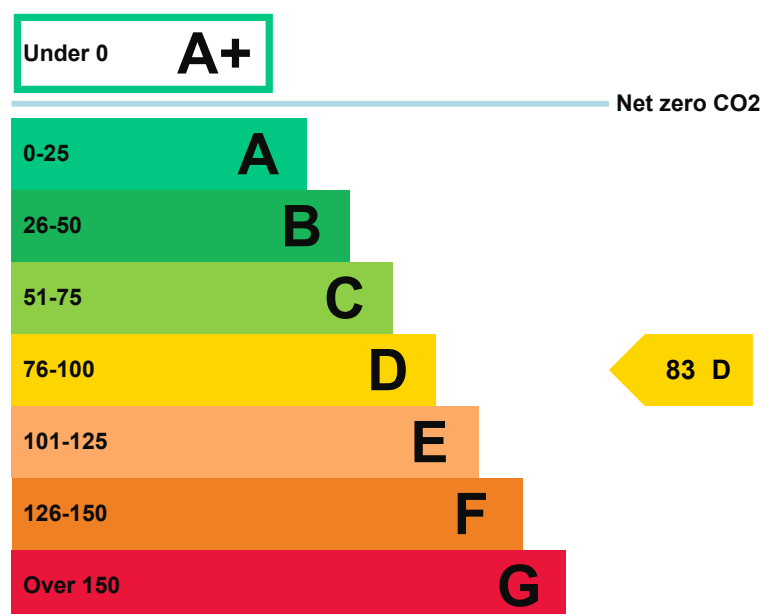 Under 0 A+
Net zero CO2
0-25 A
26-50 B
51-75 C
76-100 D
83 D
101-125 E
126-150 F
Over 150 G